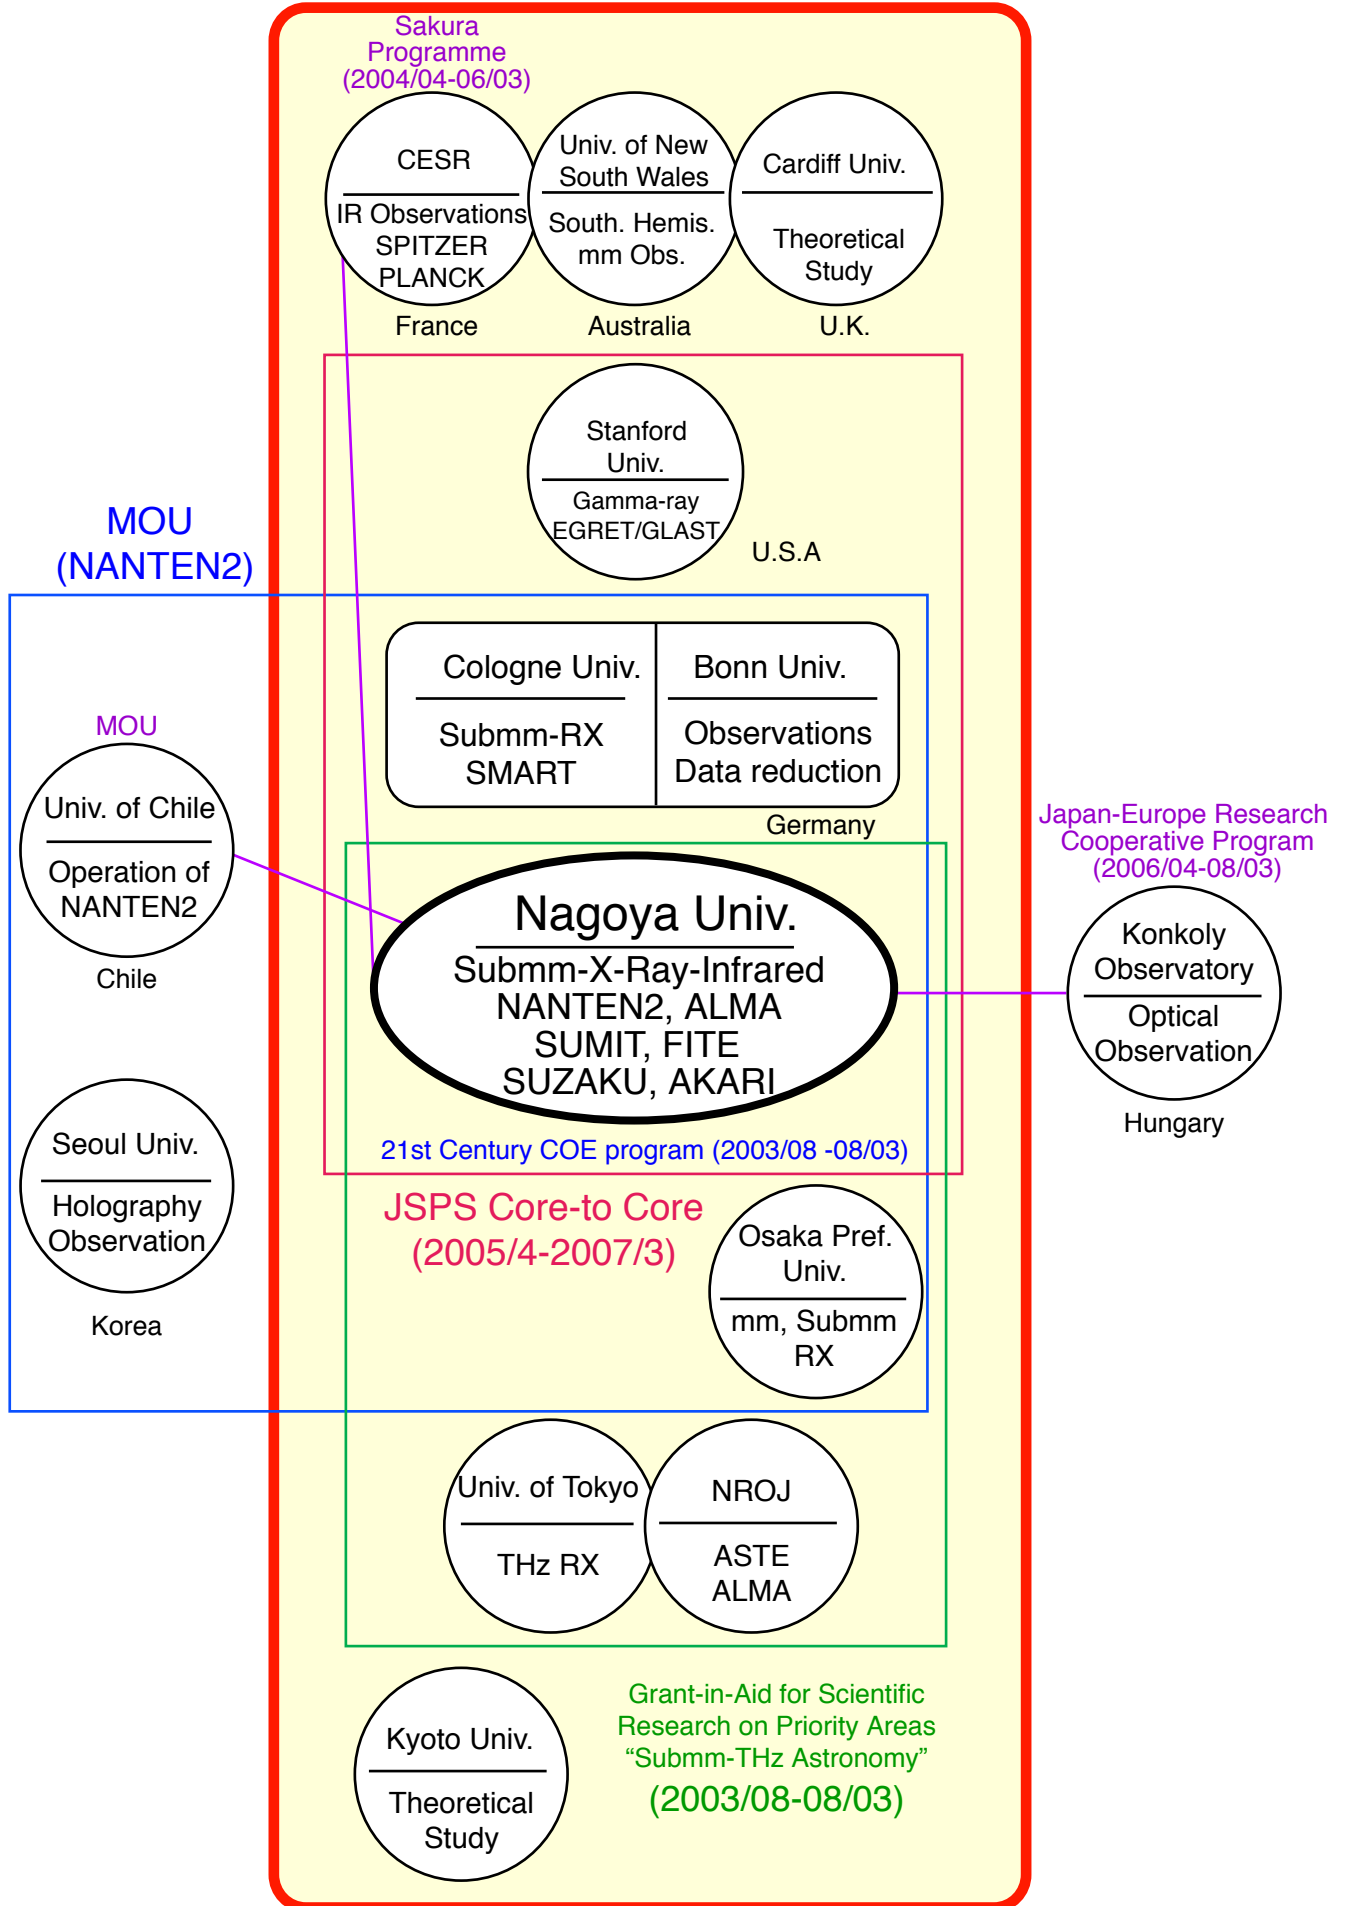 Sakura
Programme
(2004/04-06/03)
CESR
IR Observations
SPITZER
PLANCK
France
Univ. of New
South Wales
South. Hemis.
mm Obs.
Australia
Cardiff Univ.
Theoretical
Study
U.K.
Stanford
Univ.
Gamma-ray
EGRET/GLAST
U.S.A
MOU
(NANTEN2)
Cologne Univ.
Submm-RX
SMART
Bonn Univ.
Observations
Data reduction
Germany
MOU
Univ. of Chile
Operation of
NANTEN2
Chile
Nagoya Univ.
Submm-X-Ray-Infrared
NANTEN2, ALMA
SUMIT, FITE
SUZAKU, AKARI
21st Century COE program (2003/08 -08/03)
Japan-Europe Research
Cooperative Program
(2006/04-08/03)
Konkoly
Observatory
Optical
Observation
Hungary
Seoul Univ.
Holography
Observation
Korea
JSPS Core-to Core
(2005/4-2007/3)
Osaka Pref.
Univ.
mm, Submm
RX
Univ. of Tokyo
THz RX
NROJ
ASTE
ALMA
Kyoto Univ.
Theoretical
Study
Grant-in-Aid for Scientific
Research on Priority Areas
“Submm-THz Astronomy”
(2003/08-08/03)